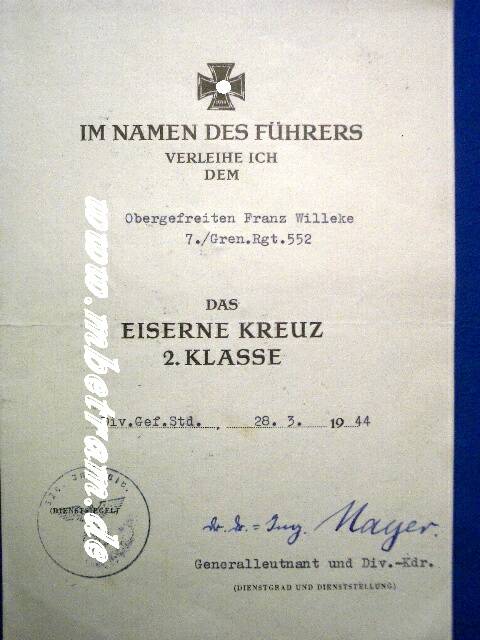 IM NAMEN DES FÜHRERS
VERLEIHE ICH
DEM
Obergefreiten Franz Willeke
7./Gren.Rgt.552
DAS
EISERNE KREUZ
2. KLASSE
Div.Gef.Std. , 28. 3. 1944
(DIENSTSIEGEL)
Dr. Dr. = Ing. Mayer.
Generalleutnant und Div.-Kdr.
(DIENSTGRAD UND DIENSTSTELLUNG)
www.mbetram.de